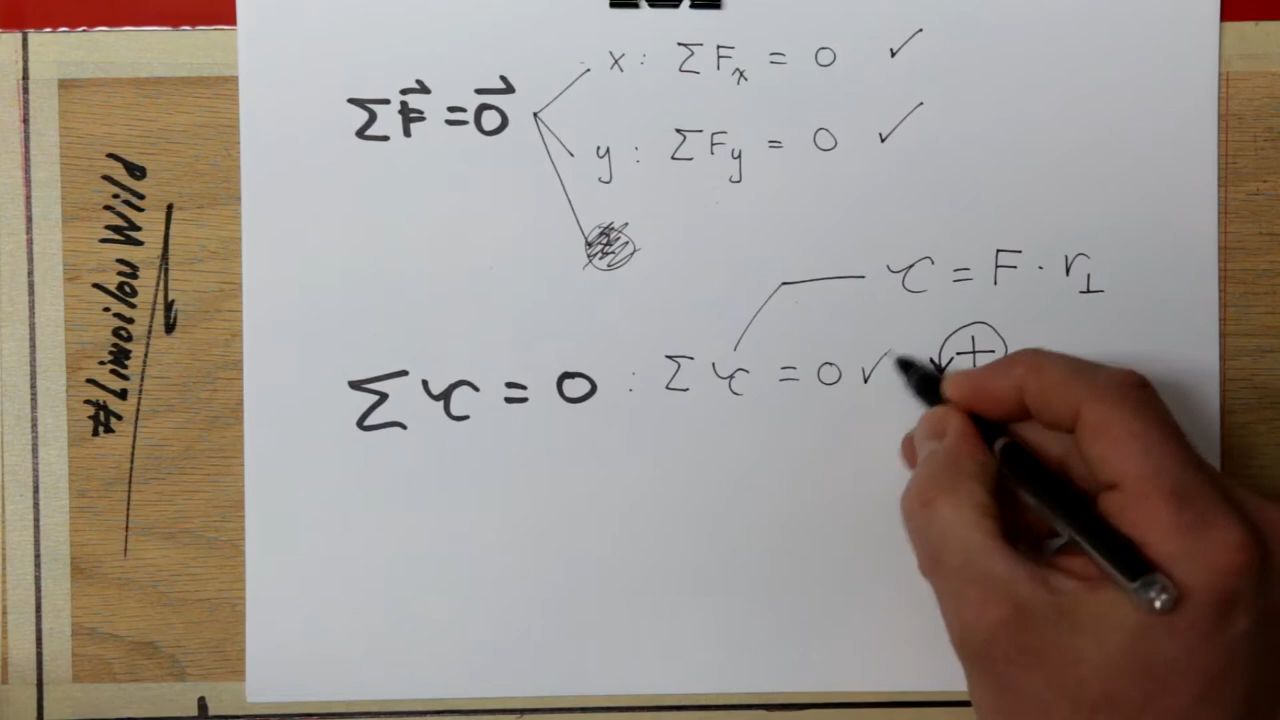 x : ΣFx = 0 ✓
ΣF⃗ = 0⃗
y : ΣFy = 0 ✓
τ = F · r⊥
Στ = 0 : Στ = 0 ✓ +
#Limoilou Wild